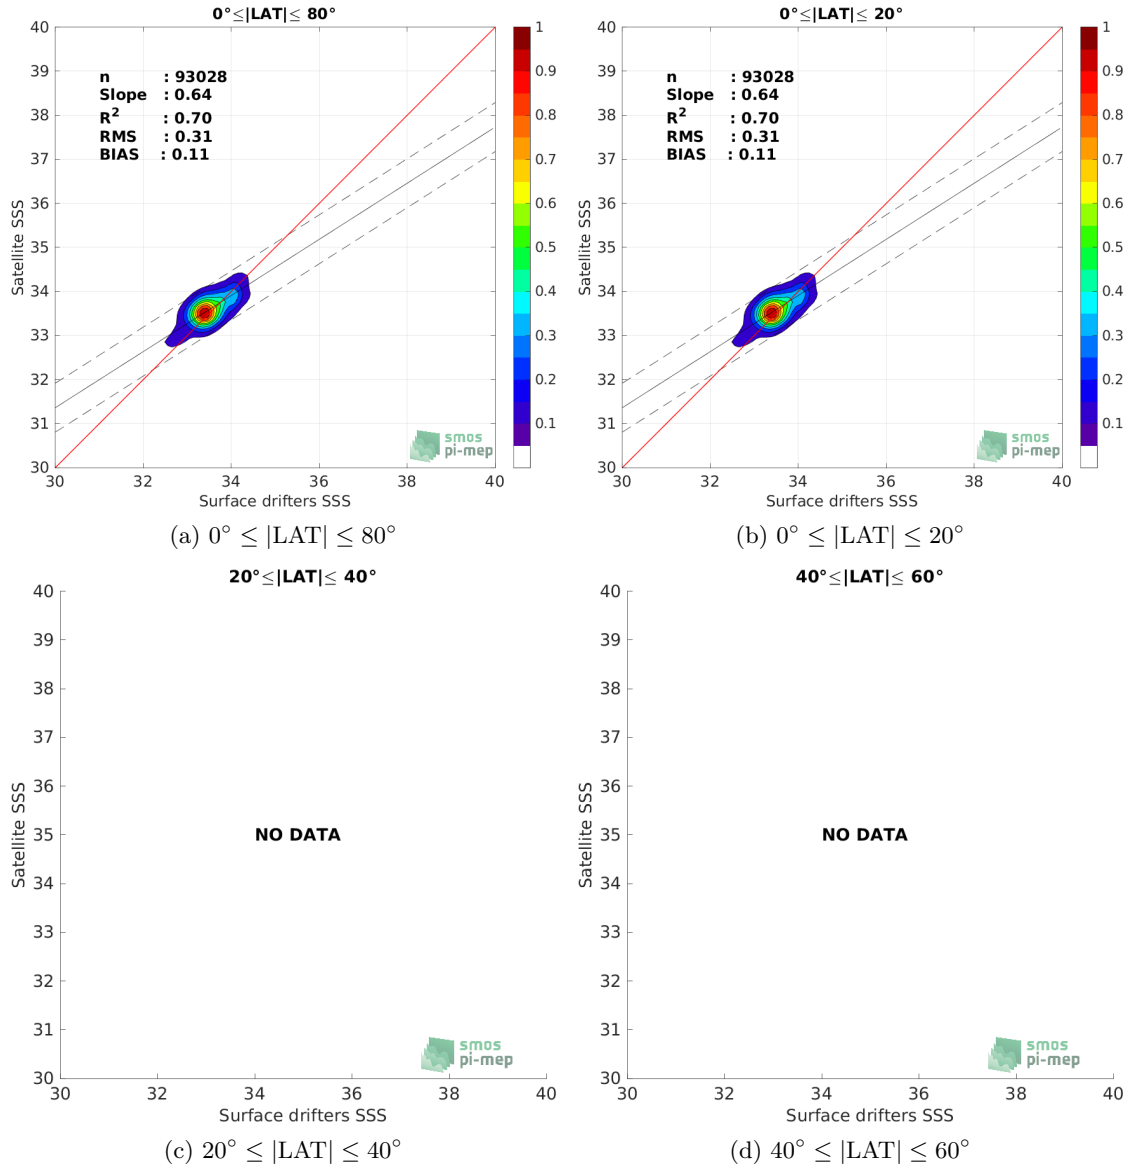 0°≤|LAT|≤ 80°
40
39
38
37
36
35
34
33
32
31
30
Satellite SSS
n : 93028
Slope : 0.64
R² : 0.70
RMS : 0.31
BIAS : 0.11
smos
pi-mep
30 32 34 36 38 40
Surface drifters SSS
1
0.9
0.8
0.7
0.6
0.5
0.4
0.3
0.2
0.1
(a) 0° ≤ |LAT| ≤ 80°
0°≤|LAT|≤ 20°
40
39
38
37
36
35
34
33
32
31
30
Satellite SSS
n : 93028
Slope : 0.64
R² : 0.70
RMS : 0.31
BIAS : 0.11
smos
pi-mep
30 32 34 36 38 40
Surface drifters SSS
1
0.9
0.8
0.7
0.6
0.5
0.4
0.3
0.2
0.1
(b) 0° ≤ |LAT| ≤ 20°
20°≤|LAT|≤ 40°
40
39
38
37
36
35
34
33
32
31
30
Satellite SSS
NO DATA
smos
pi-mep
30 32 34 36 38 40
Surface drifters SSS
(c) 20° ≤ |LAT| ≤ 40°
40°≤|LAT|≤ 60°
40
39
38
37
36
35
34
33
32
31
30
Satellite SSS
NO DATA
smos
pi-mep
30 32 34 36 38 40
Surface drifters SSS
(d) 40° ≤ |LAT| ≤ 60°